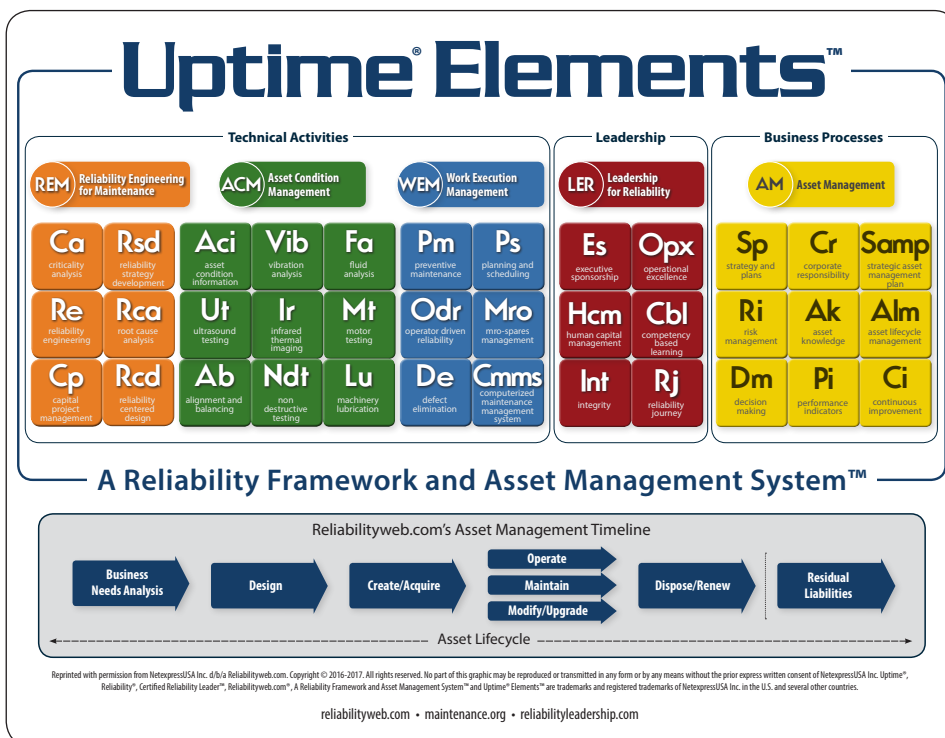 Uptime® Elements™
Technical Activities
Leadership
Business Processes
REM
Reliability Engineering
for Maintenance
ACM
Asset Condition
Management
WEM
Work Execution
Management
LER
Leadership
for Reliability
AM
Asset Management
Ca
criticality
analysis
Rsd
reliability
strategy
development
Re
reliability
engineering
Rca
root cause
analysis
Cp
capital
project
management
Rcd
reliability
centered
design
Aci
asset
condition
information
Vib
vibration
analysis
Fa
fluid
analysis
Ut
ultrasound
testing
Ir
infrared
thermal
imaging
Mt
motor
testing
Ab
alignment and
balancing
Ndt
non
destructive
testing
Lu
machinery
lubrication
Pm
preventive
maintenance
Ps
planning and
scheduling
Odr
operator driven
reliability
Mro
mro-spares
management
De
defect
elimination
Cmms
computerized
maintenance
management
system
Es
executive
sponsorship
Opx
operational
excellence
Hcm
human capital
management
Cbl
competency
based
learning
Int
integrity
Rj
reliability
journey
Sp
strategy and
plans
Cr
corporate
responsibility
Samp
strategic asset
management
plan
Ri
risk
management
Ak
asset
knowledge
Alm
asset lifecycle
management
Dm
decision
making
Pi
performance
indicators
Ci
continuous
improvement
A Reliability Framework and Asset Management System™
Reliabilityweb.com's Asset Management Timeline
Business
Needs Analysis
Design
Create/Acquire
Operate
Maintain
Modify/Upgrade
Dispose/Renew
Residual
Liabilities
Asset Lifecycle
Reprinted with permission from NetexpressUSA Inc. d/b/a Reliabilityweb.com. Copyright © 2016-2017. All rights reserved. No part of this graphic may be reproduced or transmitted in any form or by any means without the prior express written consent of NetexpressUSA Inc. Uptime®,
Reliability®, Certified Reliability Leader™, Reliabilityweb.com®, A Reliability Framework and Asset Management System™ and Uptime® Elements™ are trademarks and registered trademarks of NetexpressUSA Inc. in the U.S. and several other countries.
reliabilityweb.com • maintenance.org • reliabilityleadership.com